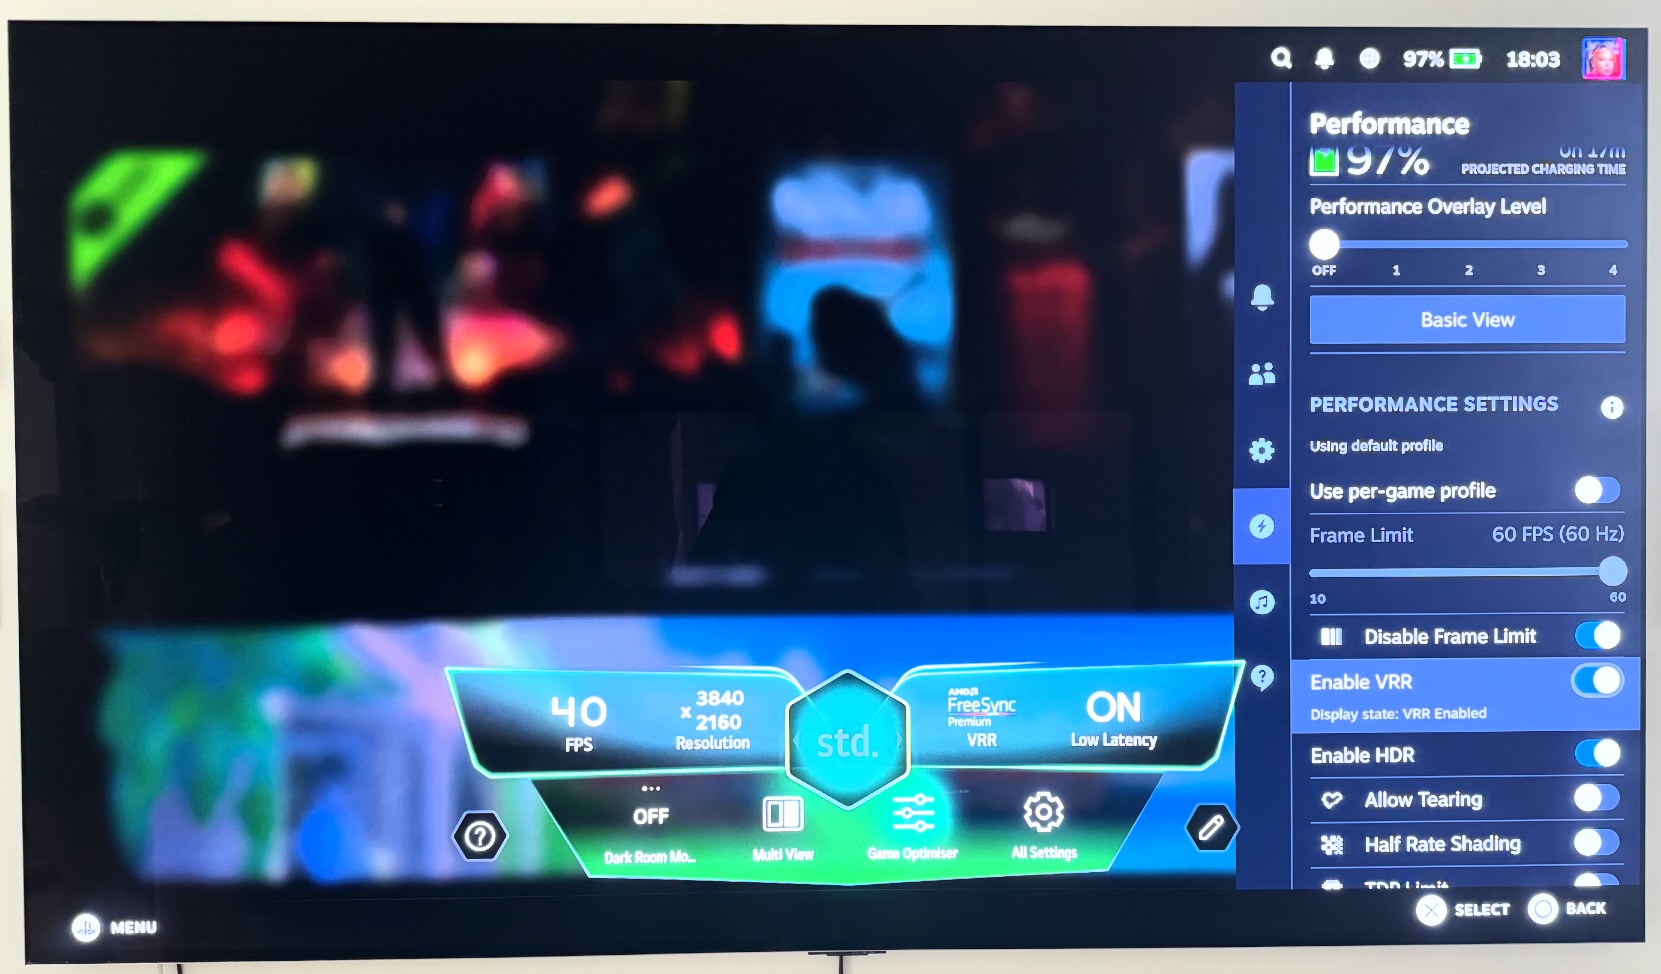 97% 18:03
Performance
97%
0h 17m
PROJECTED CHARGING TIME
Performance Overlay Level
OFF 1 2 3 4
Basic View
PERFORMANCE SETTINGS
Using default profile
Use per-game profile
Frame Limit 60 FPS (60 Hz)
10 60
Disable Frame Limit
Enable VRR
Display state: VRR Enabled
Enable HDR
Allow Tearing
Half Rate Shading
TDP Limit
SELECT BACK
40
FPS
3840
x 2160
Resolution
std.
AMD
FreeSync
Premium
VRR
ON
Low Latency
OFF
Dark Room Mo...
Multi View
Game Optimiser
All Settings
MENU